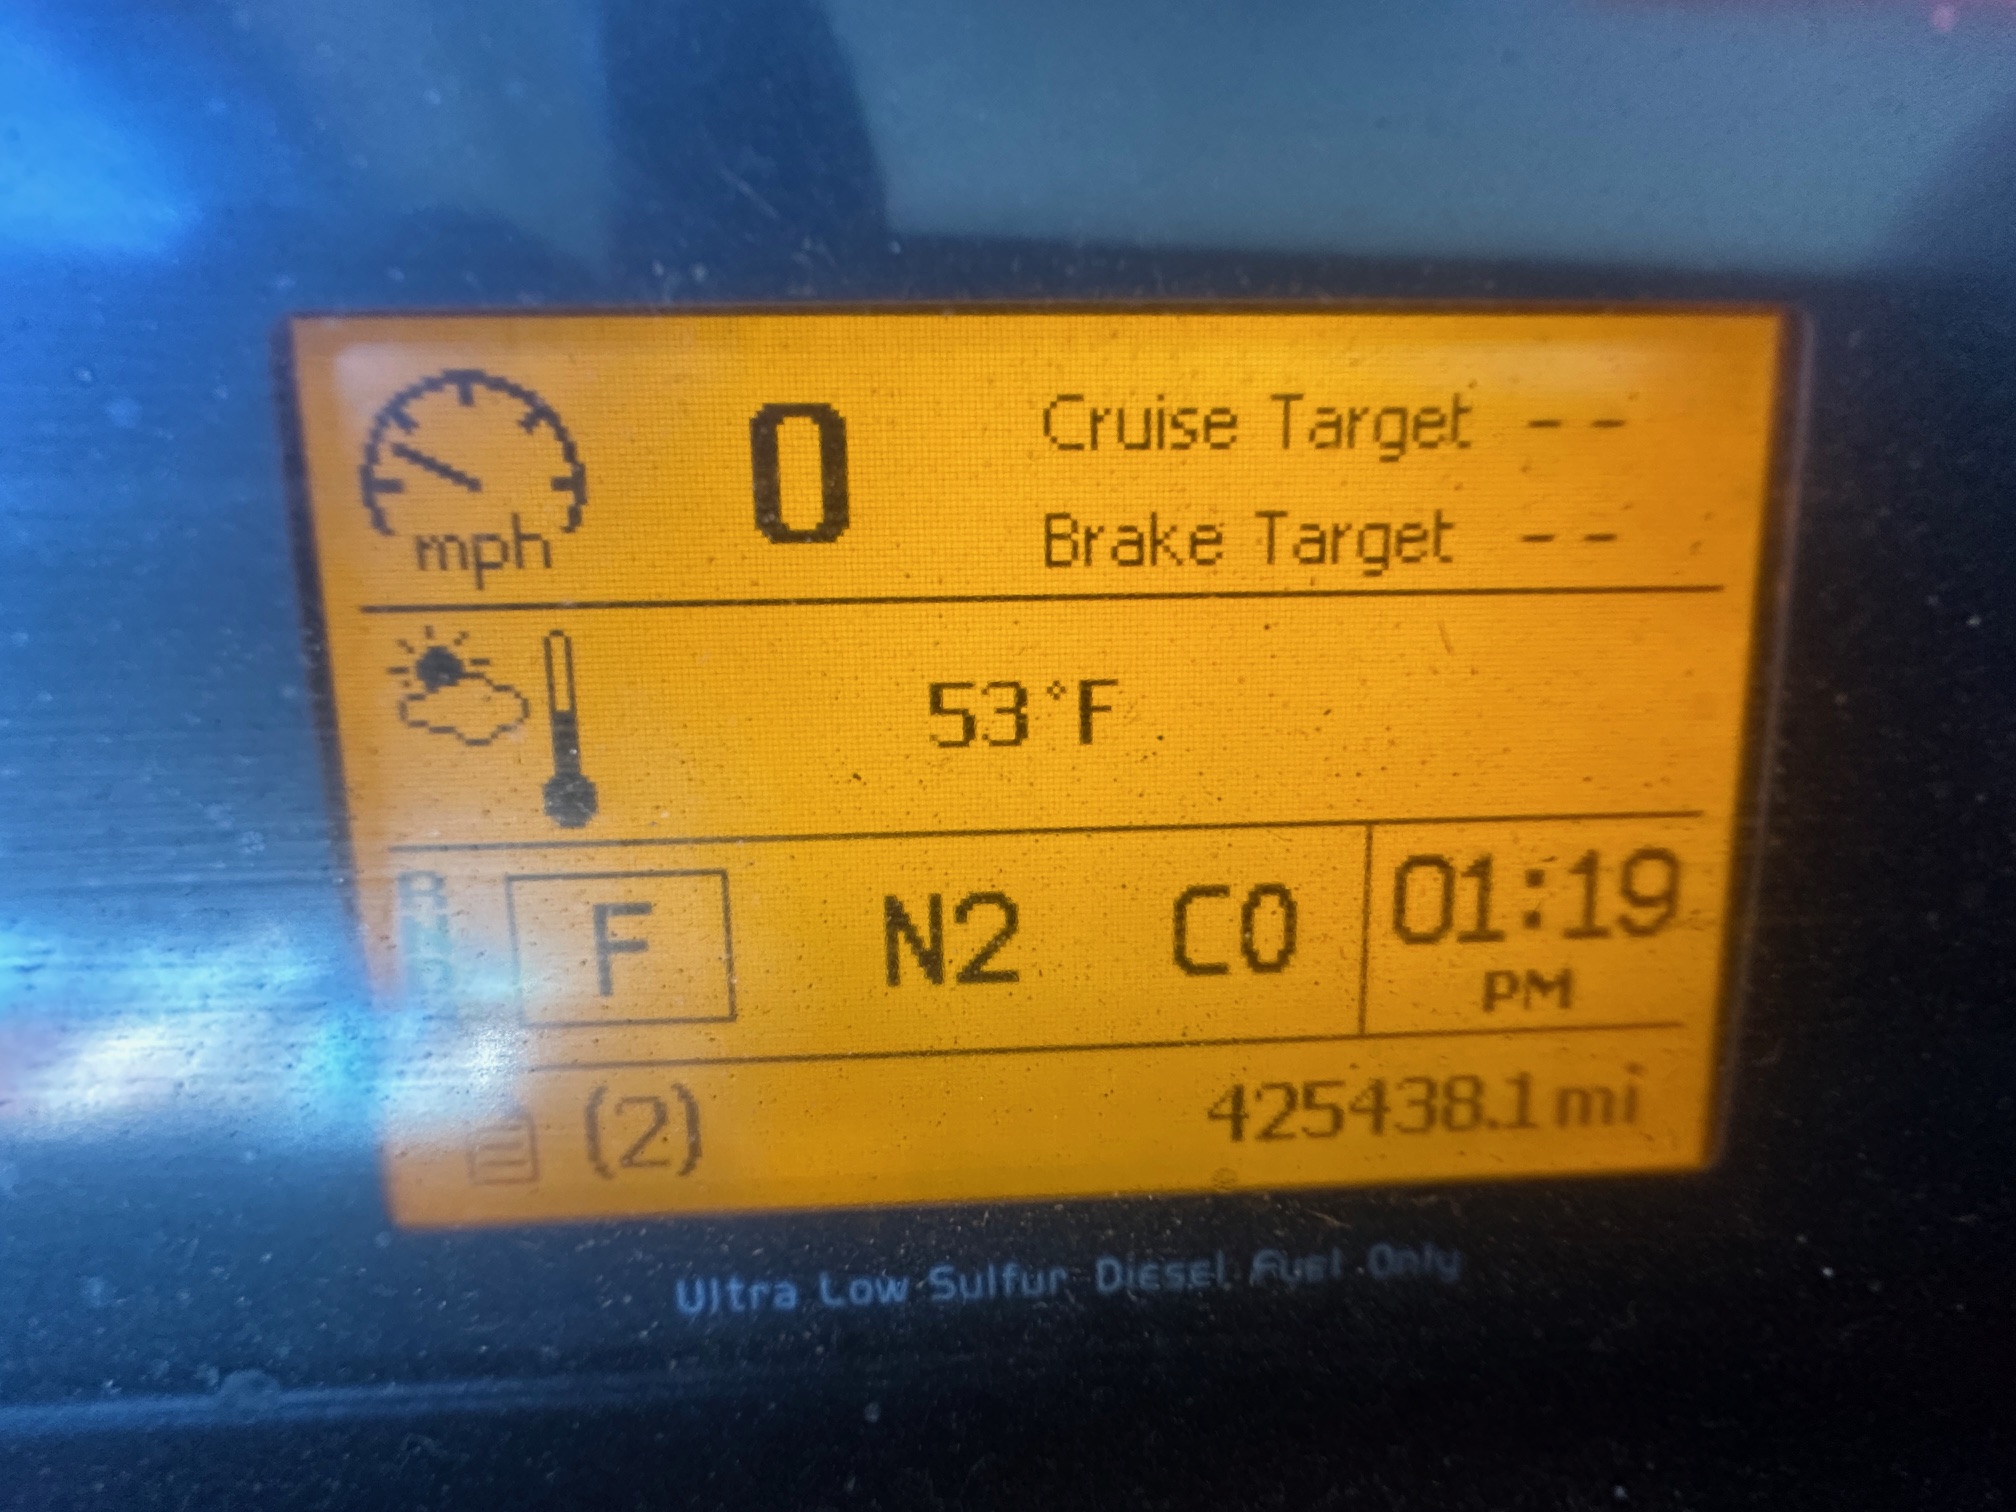 0 Cruise Target --
mph Brake Target --
53°F
F N2 C0 01:19
PM
(2) 425438.1 mi
Ultra Low Sulfur Diesel Fuel Only